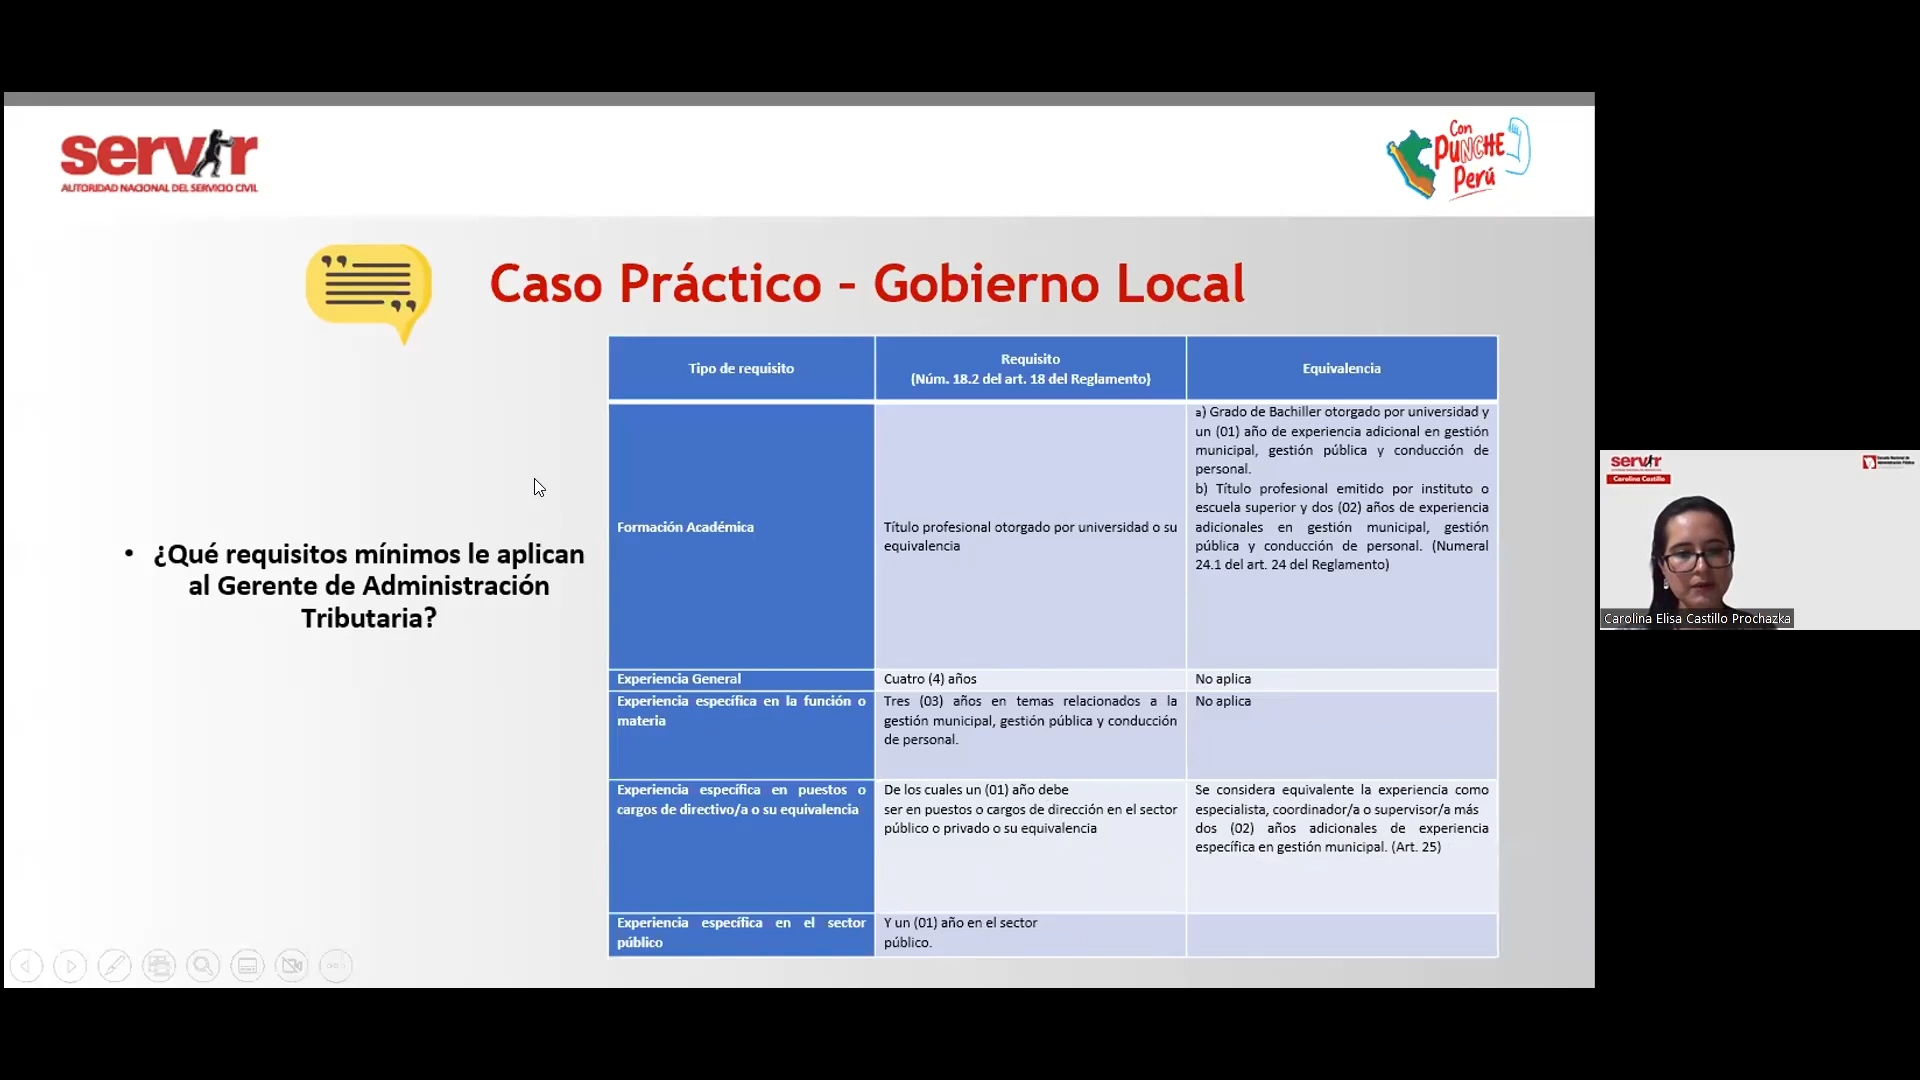 servir
AUTORIDAD NACIONAL DEL SERVICIO CIVIL
Con
PUNCHE
Perú
Caso Práctico - Gobierno Local
• ¿Qué requisitos mínimos le aplican
al Gerente de Administración
Tributaria?
Tipo de requisito
Requisito
(Núm. 18.2 del art. 18 del Reglamento)
Equivalencia
Formación Académica
Título profesional otorgado por universidad o su
equivalencia
a) Grado de Bachiller otorgado por universidad y
un (01) año de experiencia adicional en gestión
municipal, gestión pública y conducción de
personal.
b) Título profesional emitido por instituto o
escuela superior y dos (02) años de experiencia
adicionales en gestión municipal, gestión
pública y conducción de personal. (Numeral
24.1 del art. 24 del Reglamento)
Experiencia General
Cuatro (4) años
No aplica
Experiencia específica en la función o
materia
Tres (03) años en temas relacionados a la
gestión municipal, gestión pública y conducción
de personal.
No aplica
Experiencia específica en puestos o
cargos de directivo/a o su equivalencia
De los cuales un (01) año debe
ser en puestos o cargos de dirección en el sector
público o privado o su equivalencia
Se considera equivalente la experiencia como
especialista, coordinador/a o supervisor/a más
dos (02) años adicionales de experiencia
específica en gestión municipal. (Art. 25)
Experiencia específica en el sector
público
Y un (01) año en el sector
público.
servir
Carolina Castillo
Escuela Nacional de
Administración Pública
Carolina Elisa Castillo Prochazka